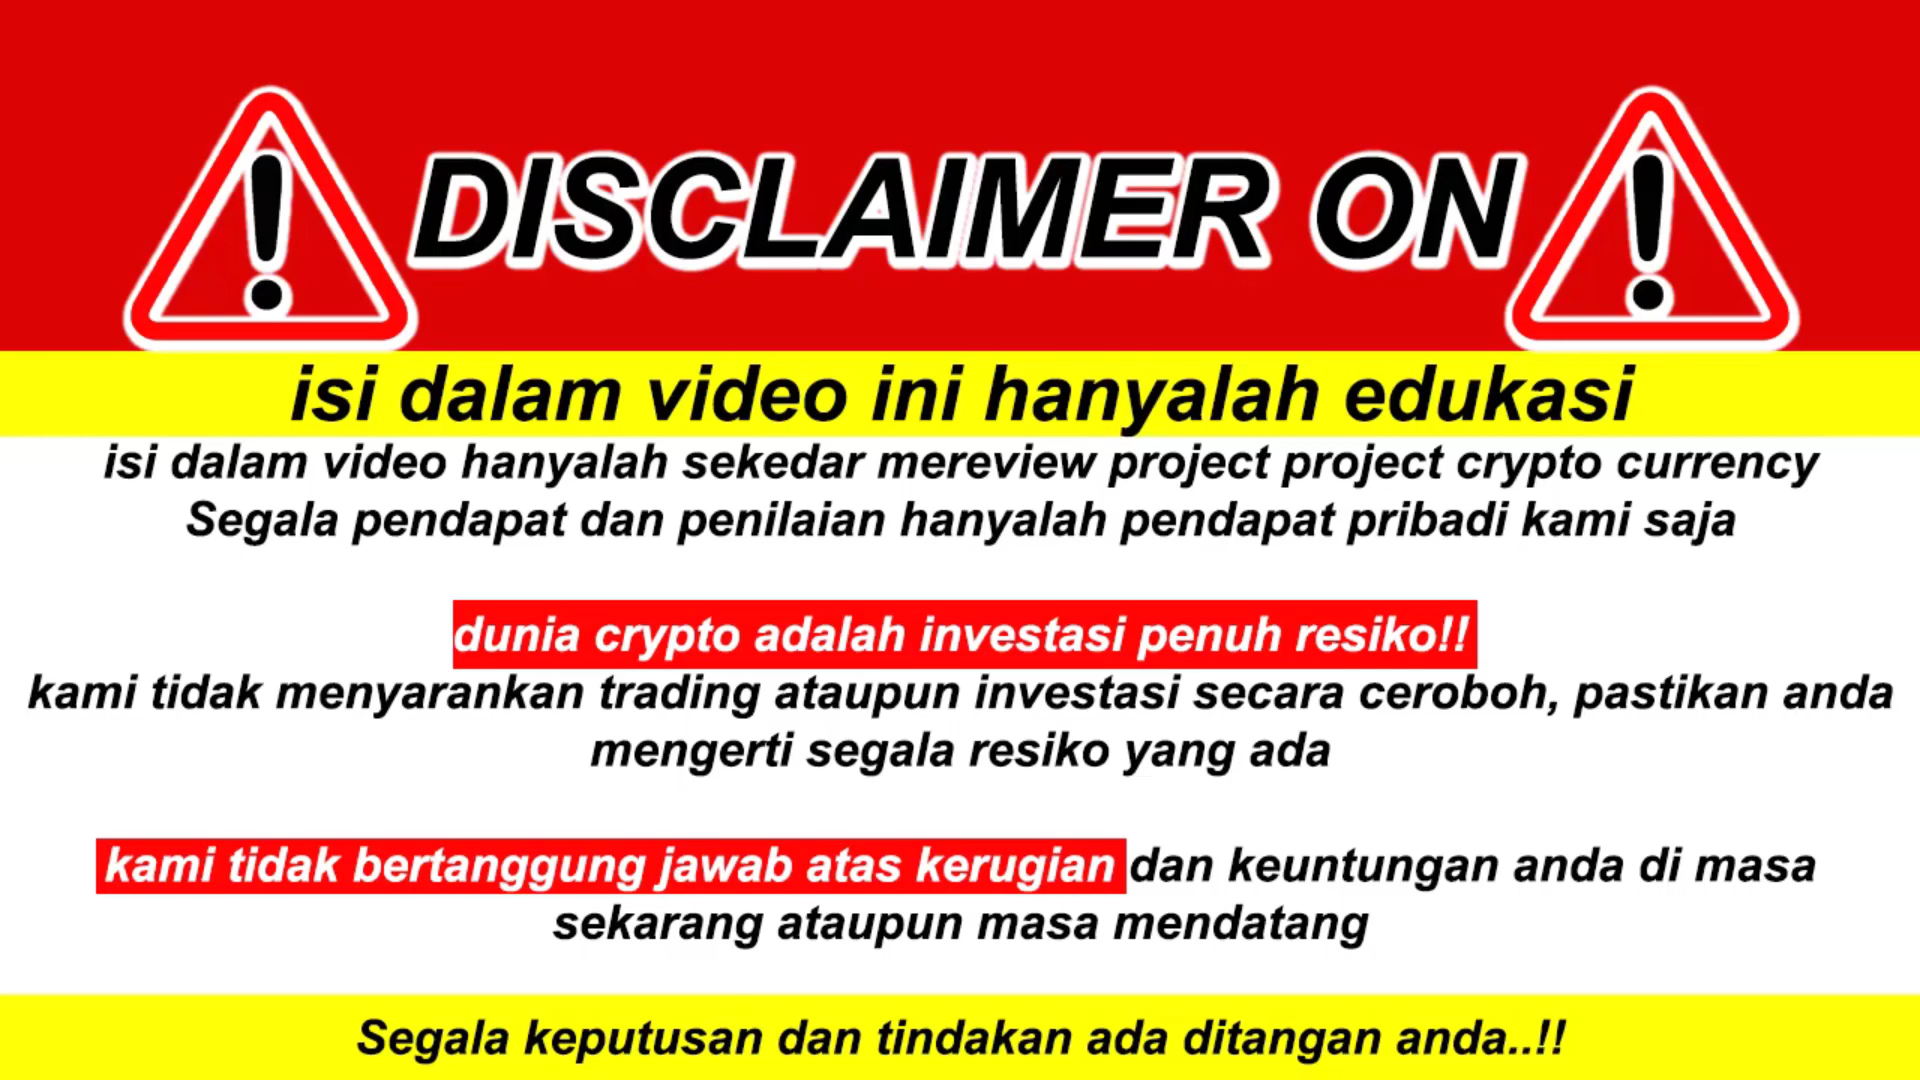 DISCLAIMER ON
isi dalam video ini hanyalah edukasi
isi dalam video hanyalah sekedar mereview project project crypto currency
Segala pendapat dan penilaian hanyalah pendapat pribadi kami saja
dunia crypto adalah investasi penuh resiko!!
kami tidak menyarankan trading ataupun investasi secara ceroboh, pastikan anda
mengerti segala resiko yang ada
kami tidak bertanggung jawab atas kerugian dan keuntungan anda di masa
sekarang ataupun masa mendatang
Segala keputusan dan tindakan ada ditangan anda..!!